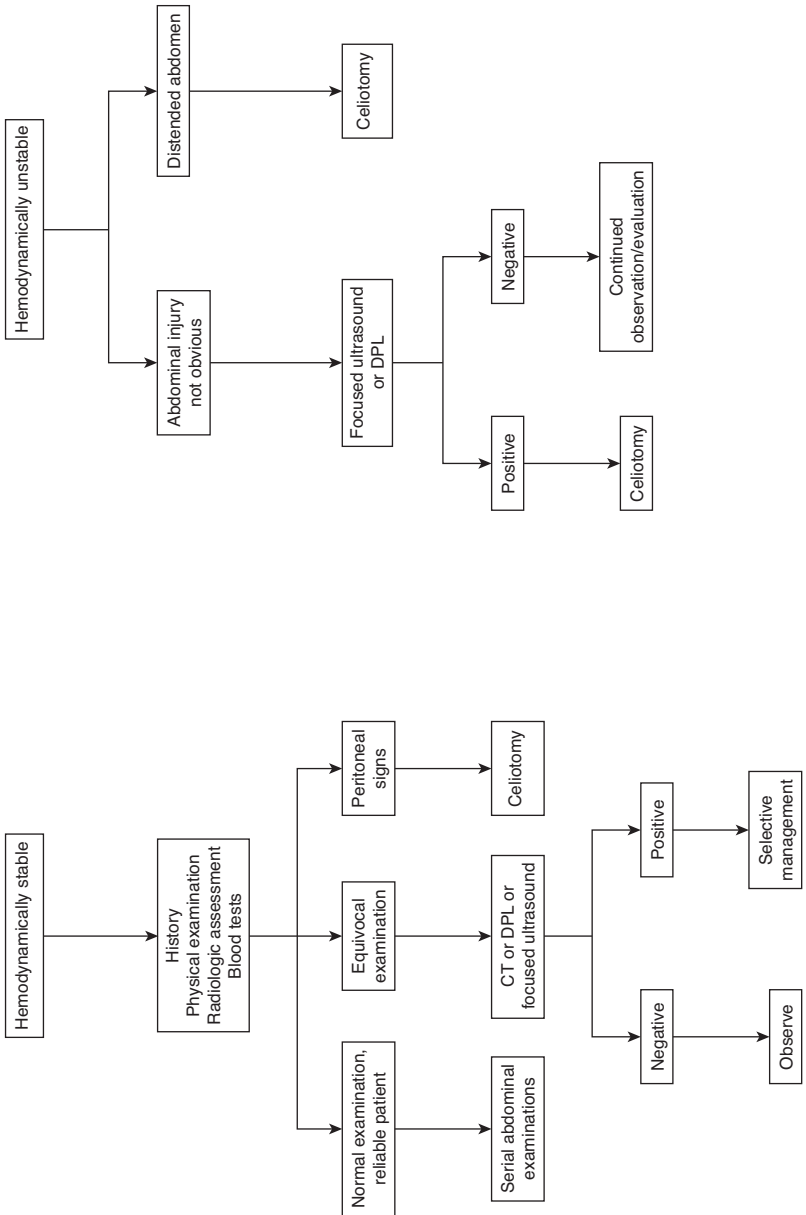 Hemodynamically stable
History
Physical examination
Radiologic assessment
Blood tests
Normal examination,
reliable patient
Equivocal
examination
Peritoneal
signs
Serial abdominal
examinations
CT or DPL or
focused ultrasound
Celiotomy
Negative
Positive
Observe
Selective
management
Hemodynamically unstable
Abdominal injury
not obvious
Distended abdomen
Focused ultrasound
or DPL
Celiotomy
Positive
Negative
Celiotomy
Continued
observation/evaluation